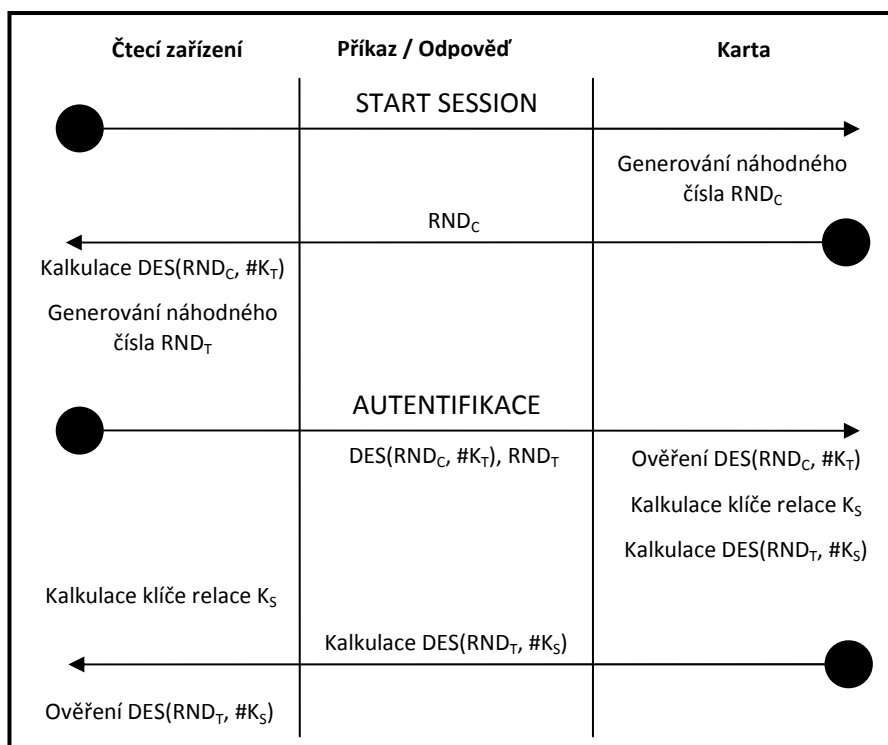 Čtecí zařízení Příkaz / Odpověď Karta
START SESSION
Generování náhodného
čísla RND_C
RND_C
Kalkulace DES(RND_C, #K_T)
Generování náhodného
čísla RND_T
AUTENTIFIKACE
DES(RND_C, #K_T), RND_T
Ověření DES(RND_C, #K_T)
Kalkulace klíče relace K_S
Kalkulace DES(RND_T, #K_S)
Kalkulace klíče relace K_S
Kalkulace DES(RND_T, #K_S)
Ověření DES(RND_T, #K_S)